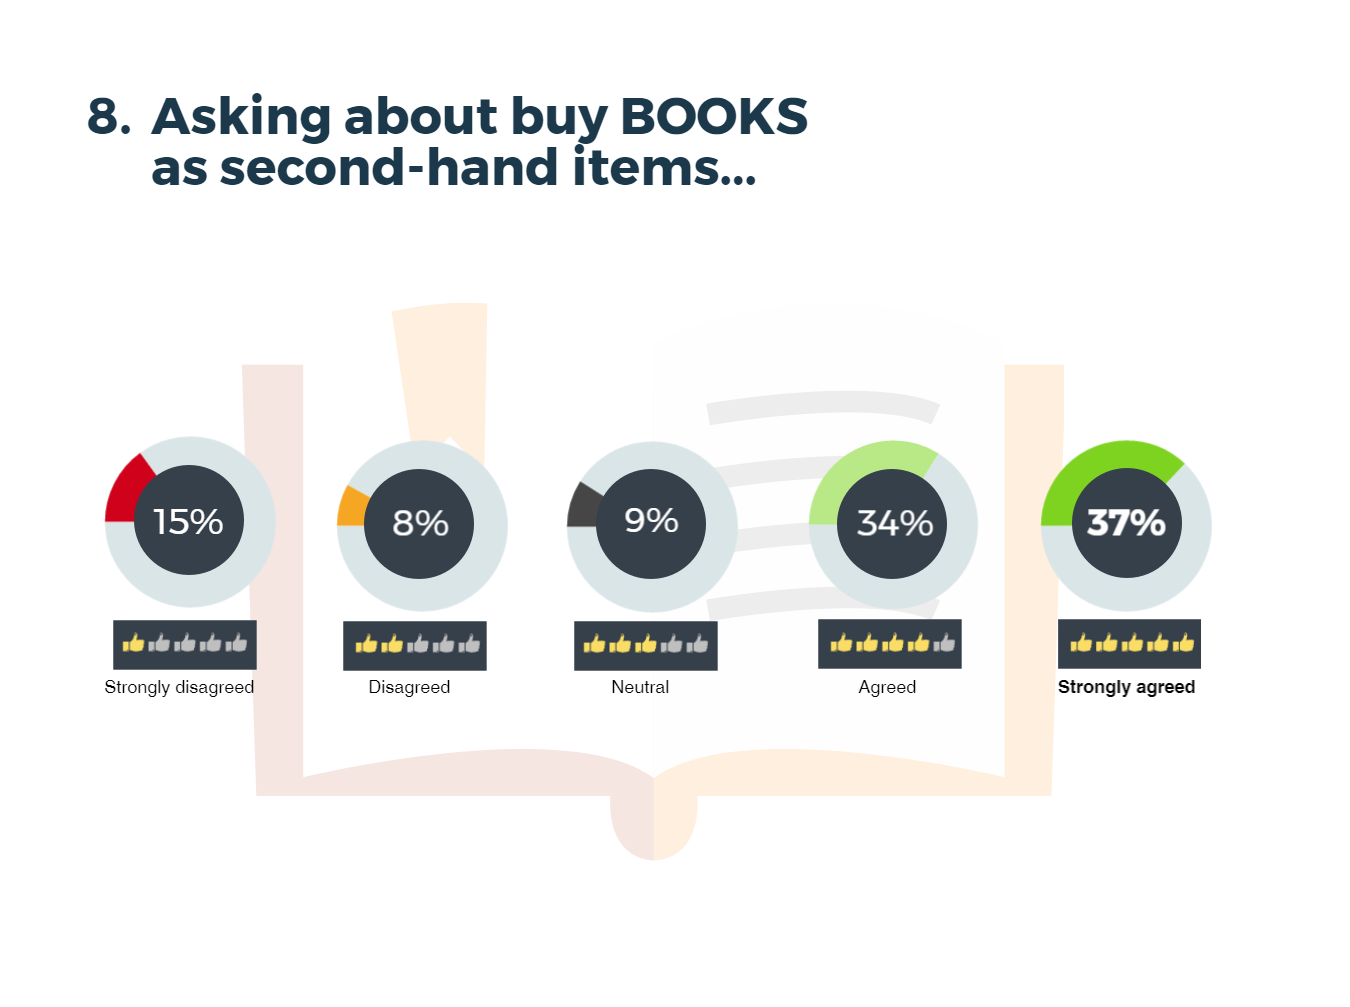 8. Asking about buy BOOKS
as second-hand items...
15%
8%
9%
34%
37%
Strongly disagreed
Disagreed
Neutral
Agreed
Strongly agreed